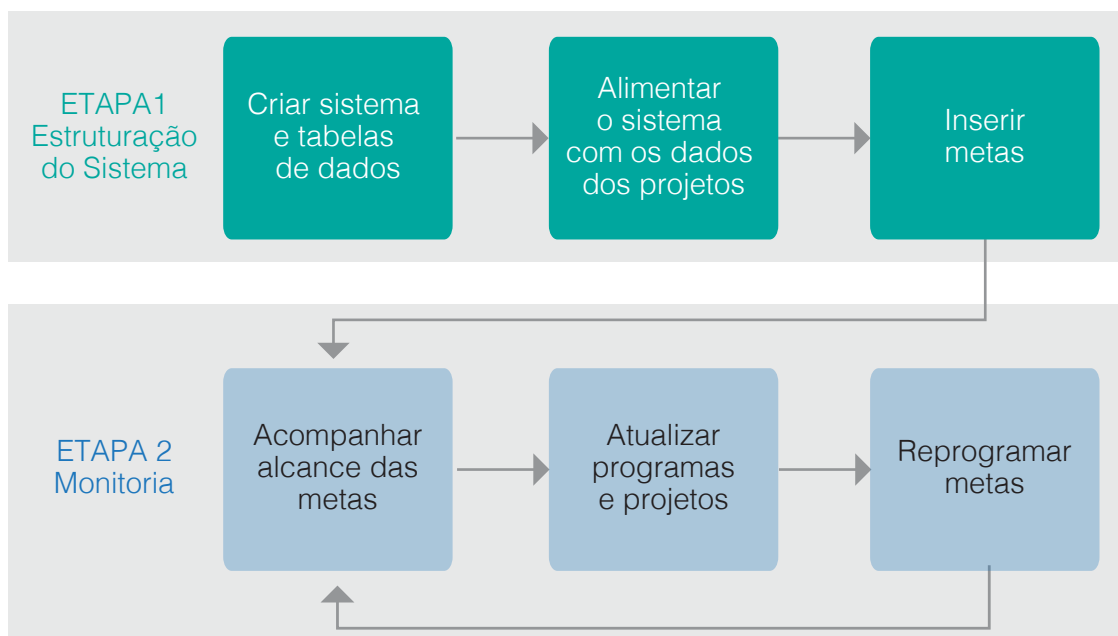 ETAPA1
Estruturação
do Sistema
Criar sistema
e tabelas
de dados
Alimentar
o sistema
com os dados
dos projetos
Inserir
metas
ETAPA 2
Monitoria
Acompanhar
alcance das
metas
Atualizar
programas
e projetos
Reprogramar
metas